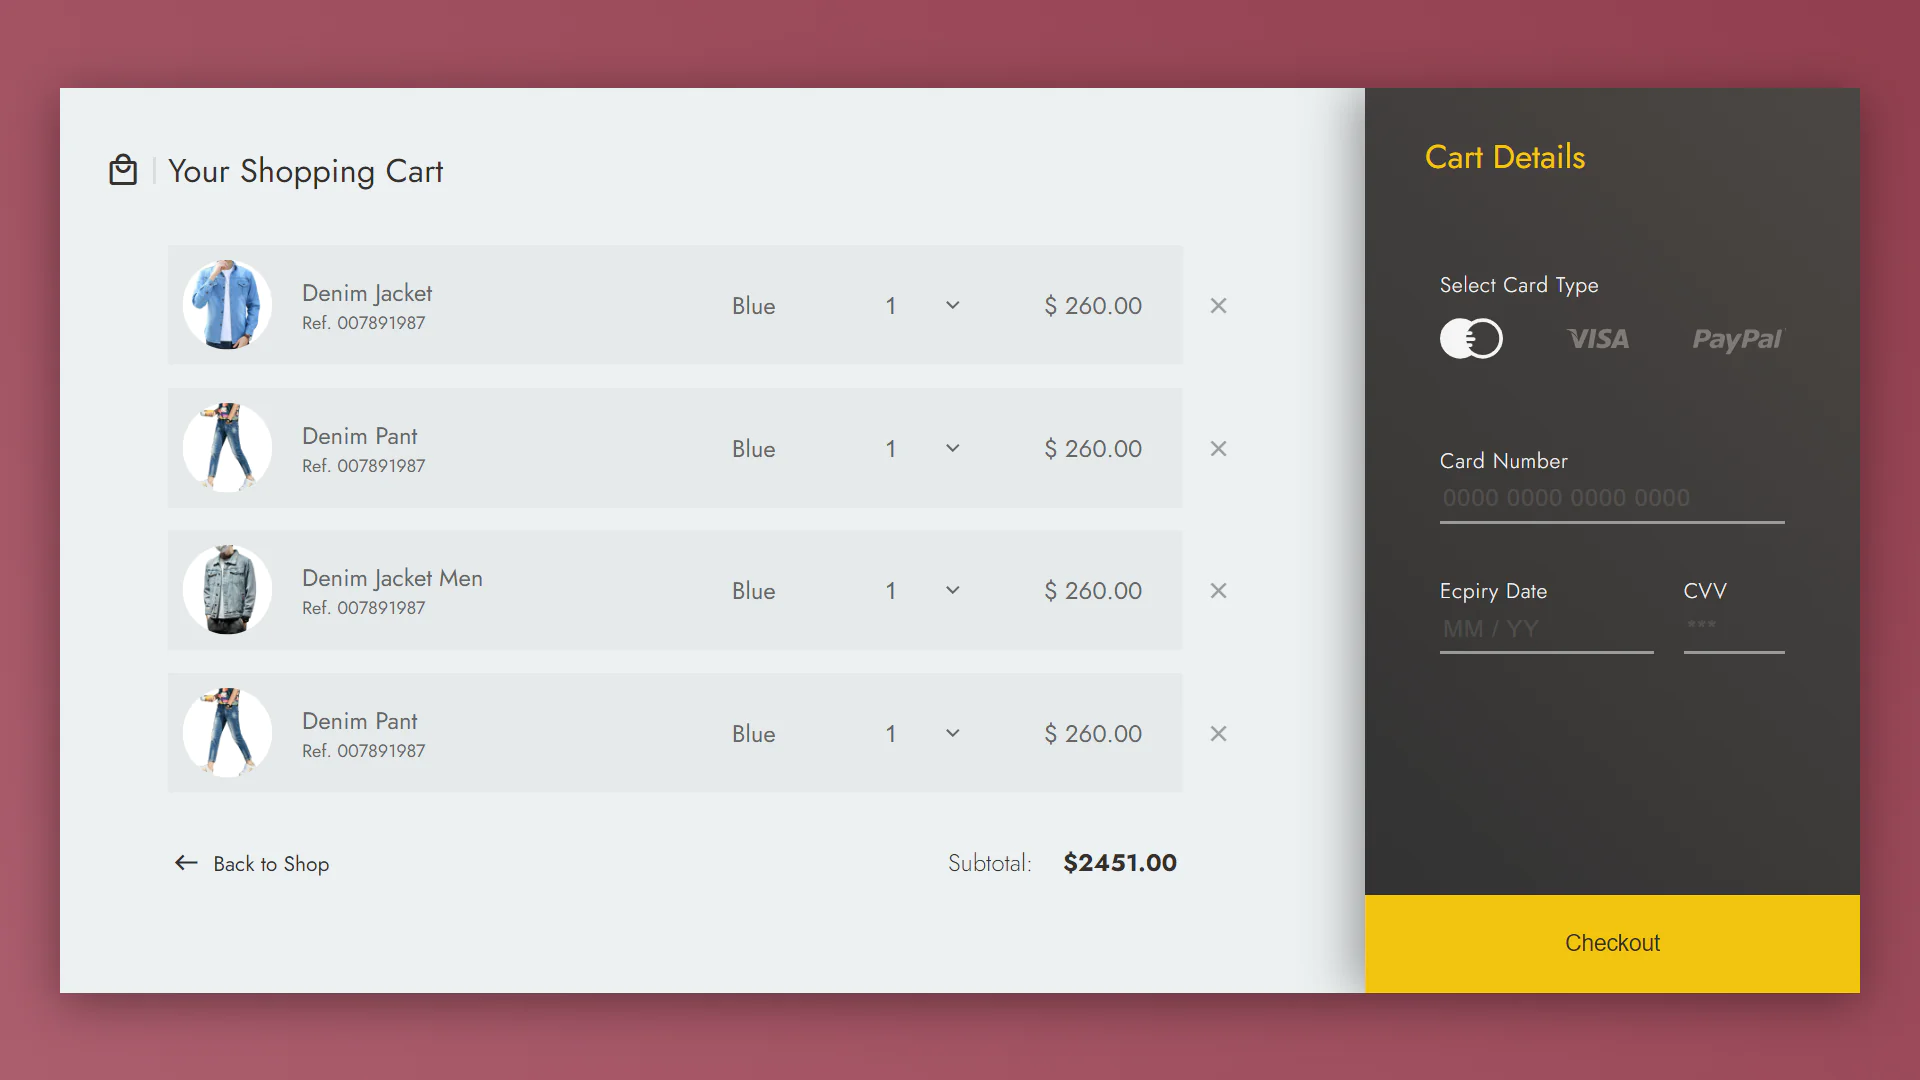 Your Shopping Cart
Denim Jacket
Ref. 007891987
Blue
1
$ 260.00
Denim Pant
Ref. 007891987
Blue
1
$ 260.00
Denim Jacket Men
Ref. 007891987
Blue
1
$ 260.00
Denim Pant
Ref. 007891987
Blue
1
$ 260.00
Back to Shop
Subtotal: $2451.00
Cart Details
Select Card Type
VISA PayPal
Card Number
0000 0000 0000 0000
Ecpiry Date
MM / YY
CVV
***
Checkout